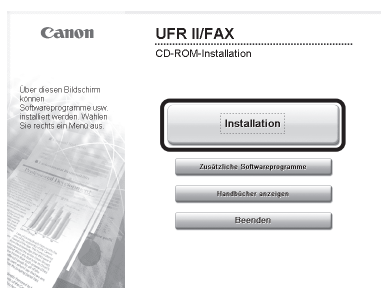 Canon
UFR II/FAX
CD-ROM-Installation
Über diesen Bildschirm
können
Softwareprogramme usw.
installiert werden. Wählen
Sie rechts ein Menü aus.
Installation
Zusätzliche Softwareprogramme
Handbücher anzeigen
Beenden